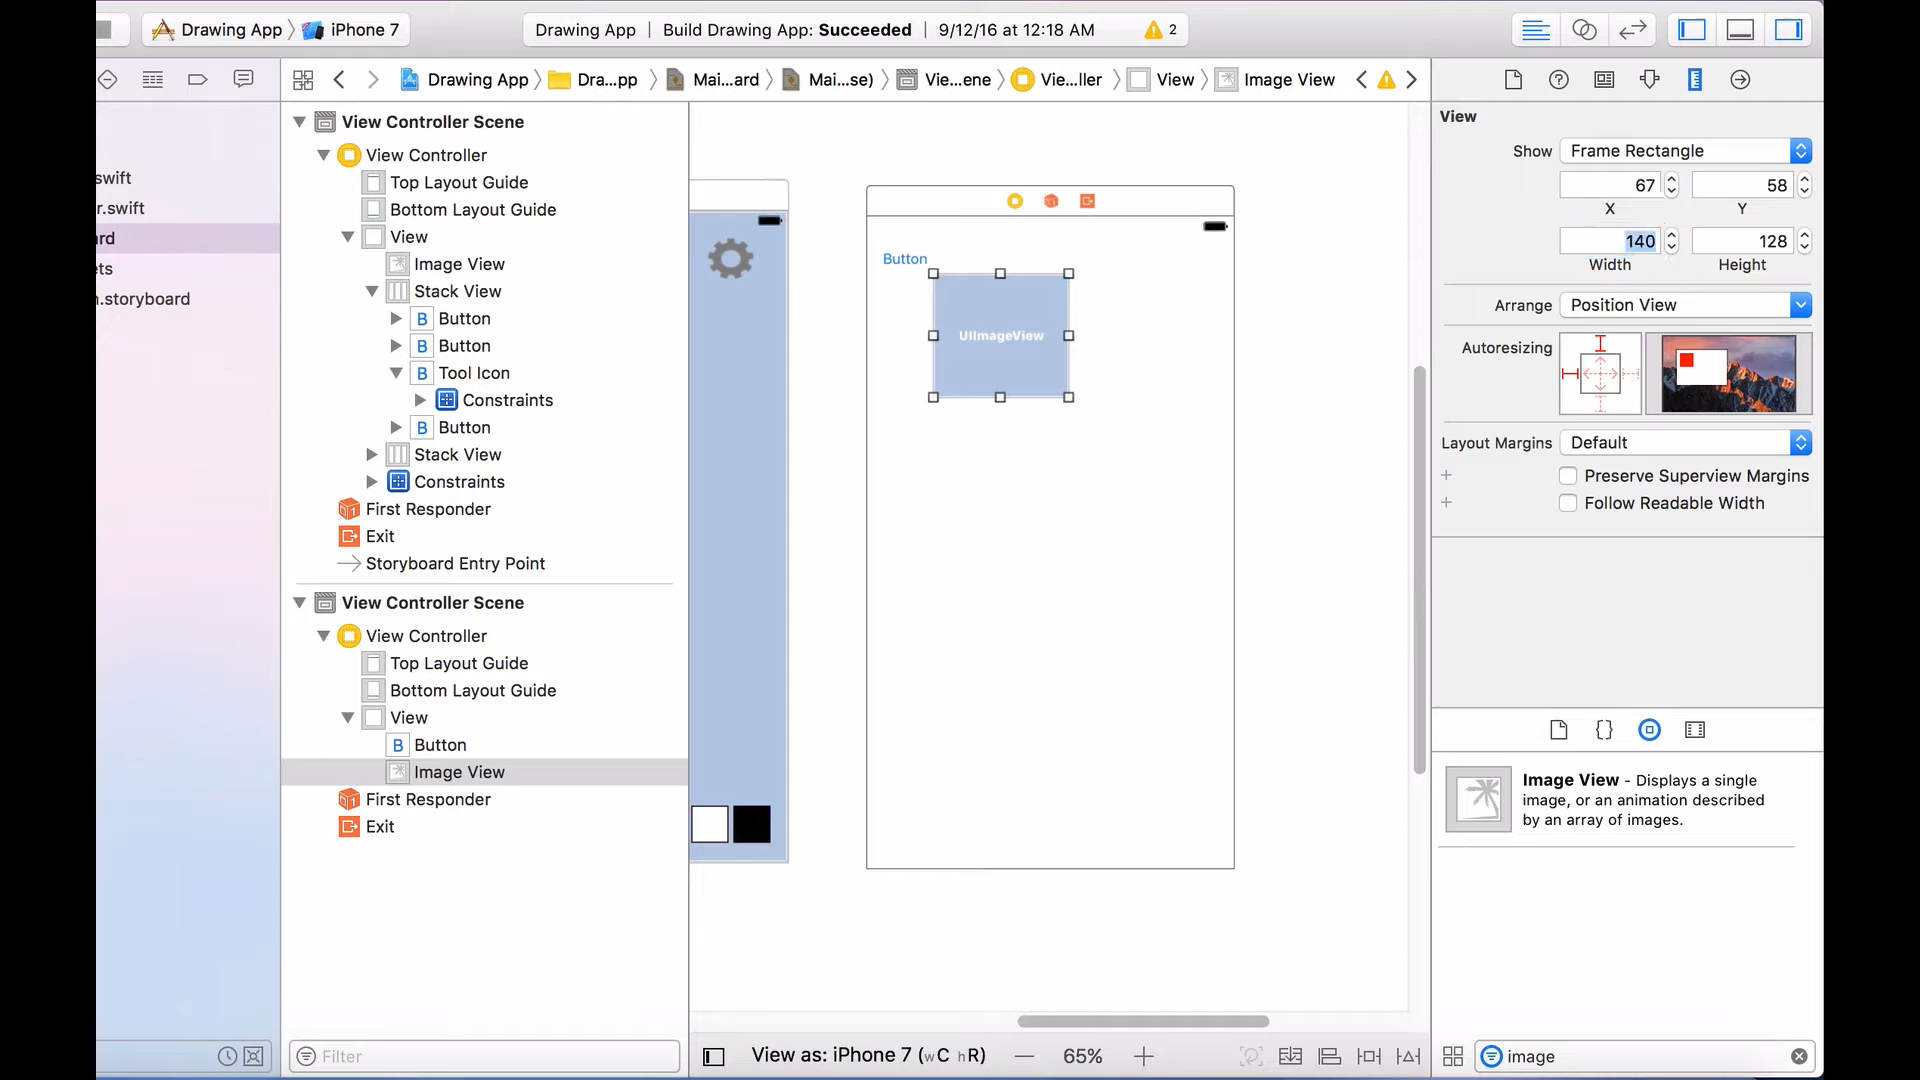 Drawing App
iPhone 7
Drawing App | Build Drawing App: Succeeded | 9/12/16 at 12:18 AM
2
Drawing App
Dra...pp
Mai...ard
Mai...se)
Vie...ene
Vie...ller
View
Image View
swift
r.swift
rd
ets
n.storyboard
View Controller Scene
View Controller
Top Layout Guide
Bottom Layout Guide
View
Image View
Stack View
B Button
B Button
B Tool Icon
Constraints
B Button
Stack View
Constraints
First Responder
Exit
Storyboard Entry Point
View Controller Scene
View Controller
Top Layout Guide
Bottom Layout Guide
View
B Button
Image View
First Responder
Exit
Filter
Button
UIImageView
View as: iPhone 7 (wC hR)
65%
View
Show Frame Rectangle
67 58
X Y
140 128
Width Height
Arrange Position View
Autoresizing
Layout Margins Default
Preserve Superview Margins
Follow Readable Width
{}
Image View - Displays a single
image, or an animation described
by an array of images.
image